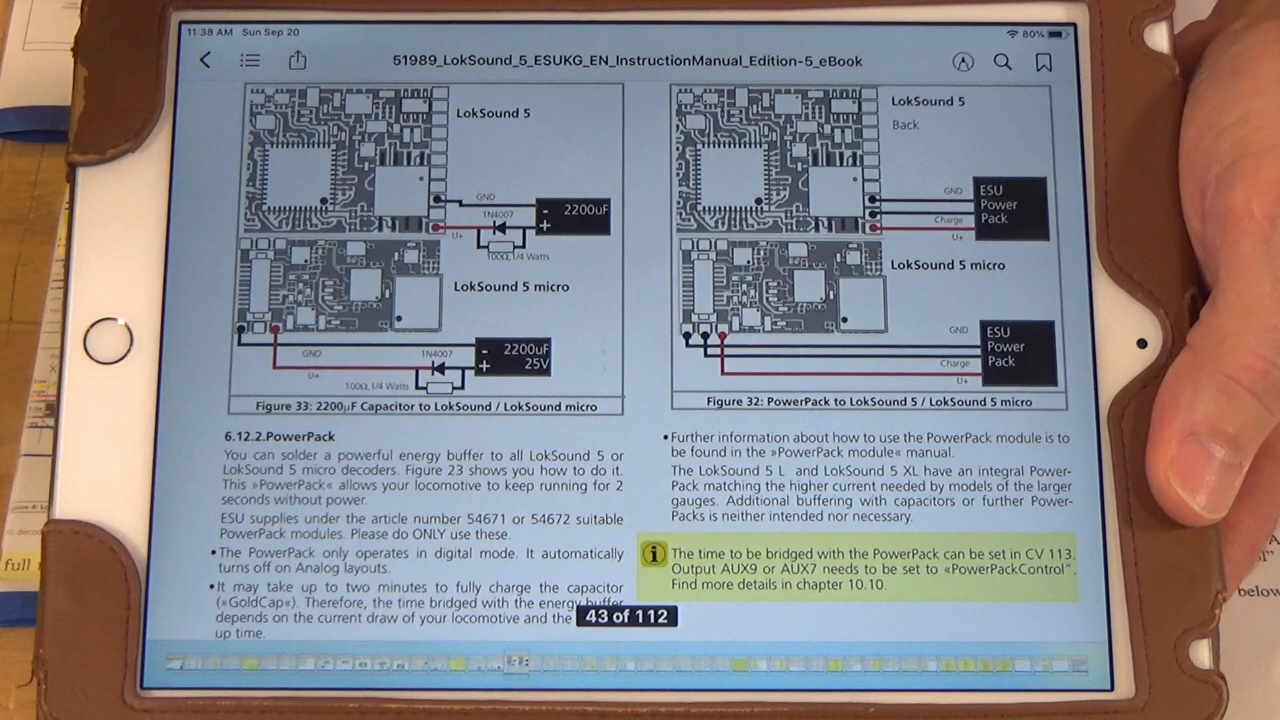 11:38 AM Sun Sep 20
80%
51989_LokSound_5_ESUKG_EN_InstructionManual_Edition-5_eBook
LokSound 5
GND
1N4007
- 2200uF
+
U+
100Ω, 1/4 Watts
LokSound 5 micro
GND
1N4007
- 2200uF
+ 25V
U+
100Ω, 1/4 Watts
Figure 33: 2200µF Capacitor to LokSound / LokSound micro
LokSound 5
Back
GND
Charge
U+
ESU
Power
Pack
LokSound 5 micro
GND
Charge
U+
ESU
Power
Pack
Figure 32: PowerPack to LokSound 5 / LokSound 5 micro
6.12.2.PowerPack
You can solder a powerful energy buffer to all LokSound 5 or
LokSound 5 micro decoders. Figure 23 shows you how to do it.
This »PowerPack« allows your locomotive to keep running for 2
seconds without power.
ESU supplies under the article number 54671 or 54672 suitable
PowerPack modules. Please do ONLY use these.
•The PowerPack only operates in digital mode. It automatically
turns off on Analog layouts.
•It may take up to two minutes to fully charge the capacitor
(»GoldCap«). Therefore, the time bridged with the energy buffer
depends on the current draw of your locomotive and the
up time.
•Further information about how to use the PowerPack module is to
be found in the »PowerPack module« manual.
The LokSound 5 L and LokSound 5 XL have an integral Power-
Pack matching the higher current needed by models of the larger
gauges. Additional buffering with capacitors or further Power-
Packs is neither intended nor necessary.
i
The time to be bridged with the PowerPack can be set in CV 113.
Output AUX9 or AUX7 needs to be set to «PowerPackControl".
Find more details in chapter 10.10.
43 of 112
full
below